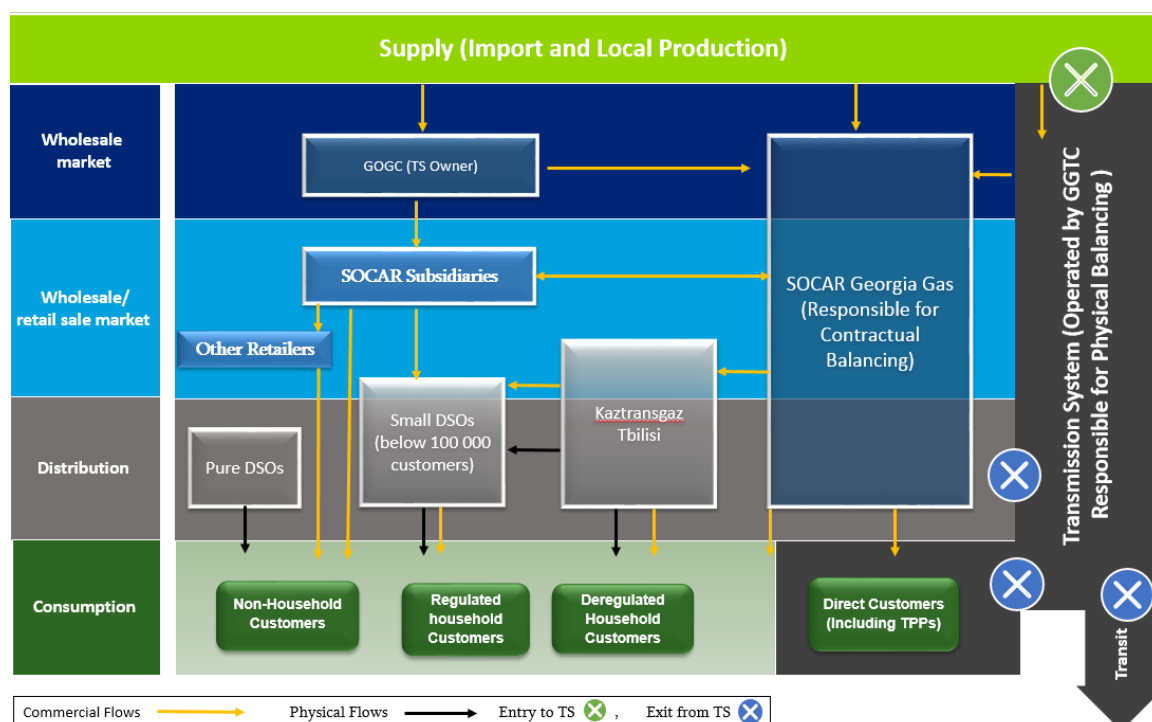 Supply (Import and Local Production)
Wholesale
market
GOGC (TS Owner)
Wholesale/
retail sale market
SOCAR Subsidiaries
Other Retailers
SOCAR Georgia Gas
(Responsible for
Contractual
Balancing)
Distribution
Pure DSOs
Small DSOs
(below 100 000
customers)
Kaztransgaz
Tbilisi
Transmission System (Operated by GGTC
Responsible for Physical Balancing )
Consumption
Non-Household
Customers
Regulated
household
Customers
Deregulated
Household
Customers
Direct Customers
(Including TPPs)
Transit
Commercial Flows
Physical Flows
Entry to TS
,
Exit from TS